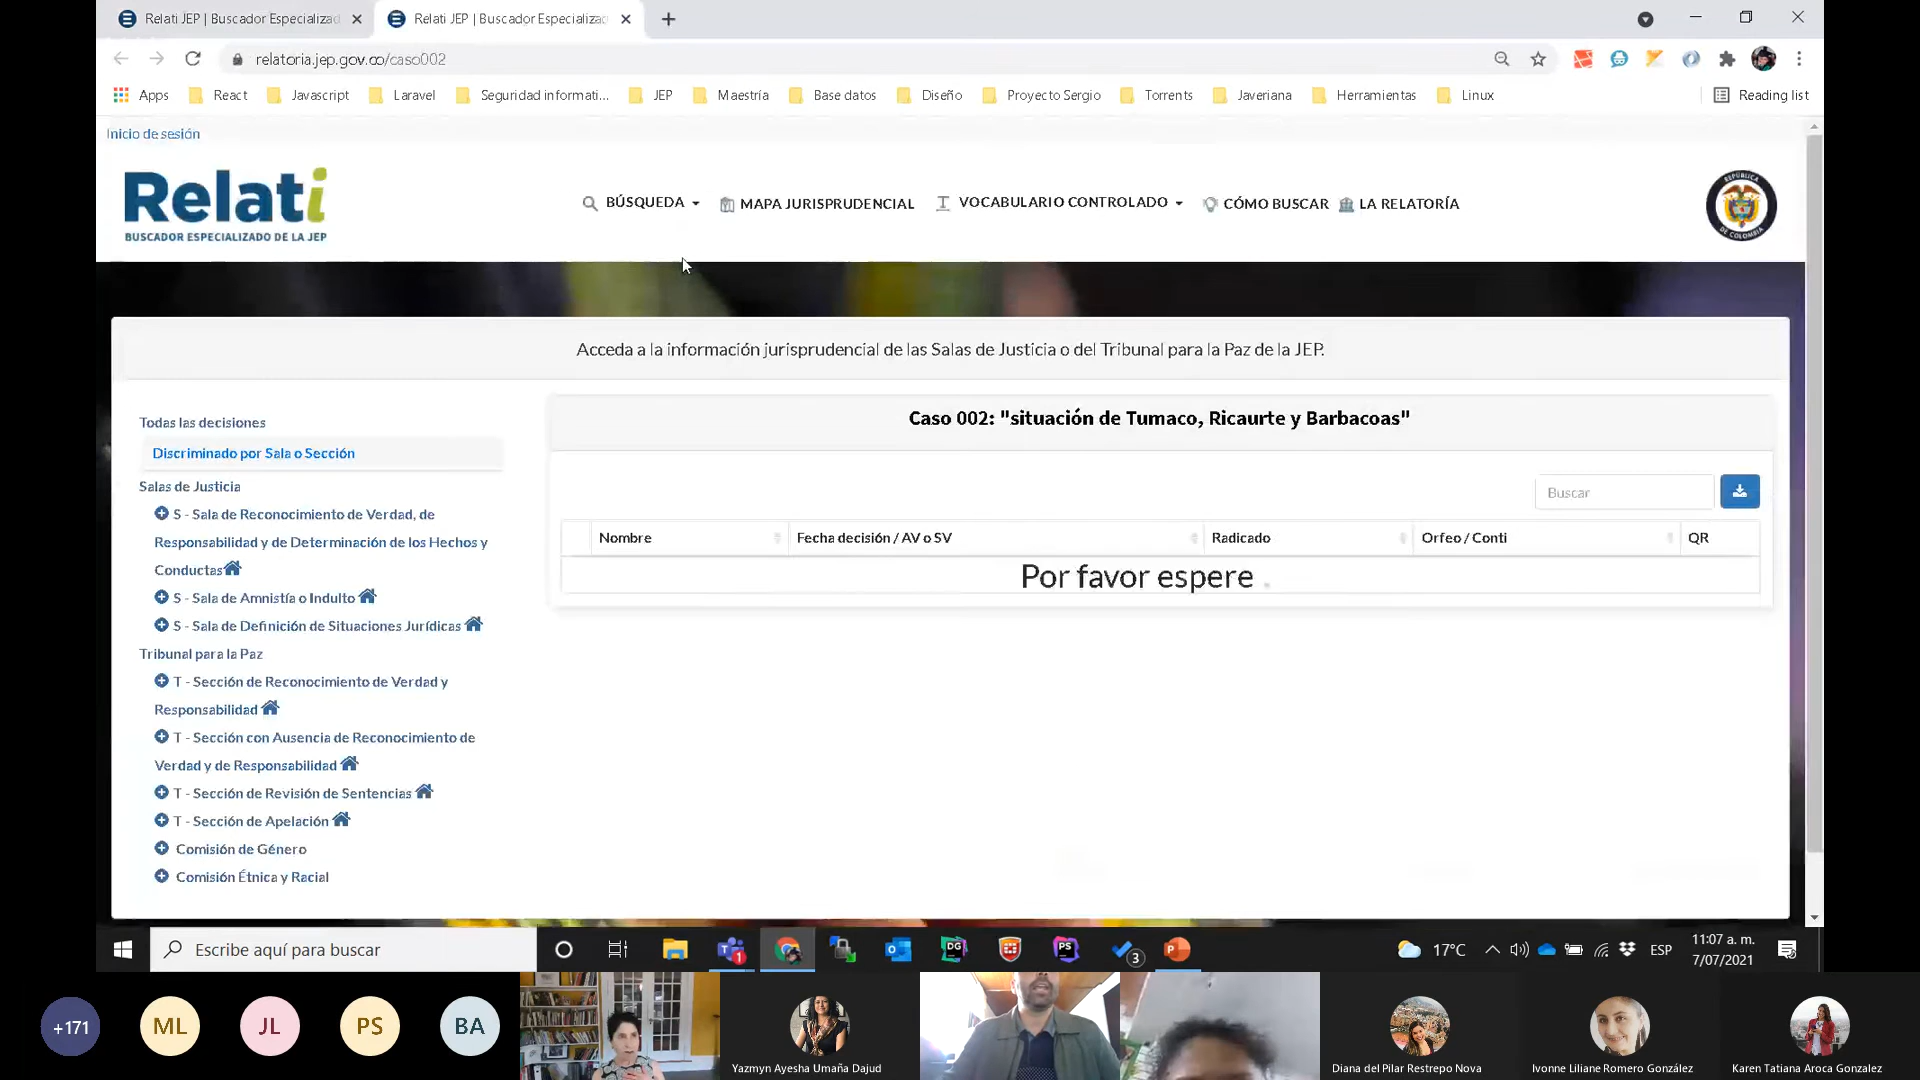 Relati JEP | Buscador Especializad
Relati JEP | Buscador Especializad
relatoria.jep.gov.co/caso002
Apps React Javascript Laravel Seguridad informati... JEP Maestría Base datos Diseño Proyecto Sergio Torrents Javeriana Herramientas Linux Reading list
Inicio de sesión
Relati
BUSCADOR ESPECIALIZADO DE LA JEP
BÚSQUEDA MAPA JURISPRUDENCIAL VOCABULARIO CONTROLADO CÓMO BUSCAR LA RELATORÍA
REPÚBLICA
DE COLOMBIA
Acceda a la información jurisprudencial de las Salas de Justicia o del Tribunal para la Paz de la JEP.
Todas las decisiones
Discriminado por Sala o Sección
Salas de Justicia
S - Sala de Reconocimiento de Verdad, de
Responsabilidad y de Determinación de los Hechos y
Conductas
S - Sala de Amnistía o Indulto
S - Sala de Definición de Situaciones Jurídicas
Tribunal para la Paz
T - Sección de Reconocimiento de Verdad y
Responsabilidad
T - Sección con Ausencia de Reconocimiento de
Verdad y de Responsabilidad
T - Sección de Revisión de Sentencias
T - Sección de Apelación
Comisión de Género
Comisión Étnica y Racial
Caso 002: "situación de Tumaco, Ricaurte y Barbacoas"
Buscar
Nombre Fecha decisión / AV o SV Radicado Orfeo / Conti QR
Por favor espere .
Escribe aquí para buscar
1
DG
PS
3
P
17°C
ESP
11:07 a. m.
7/07/2021
+171
ML
JL
PS
BA
Yazmyn Ayesha Umaña Dajud
Diana del Pilar Restrepo Nova
Ivonne Liliane Romero González
Karen Tatiana Aroca Gonzalez